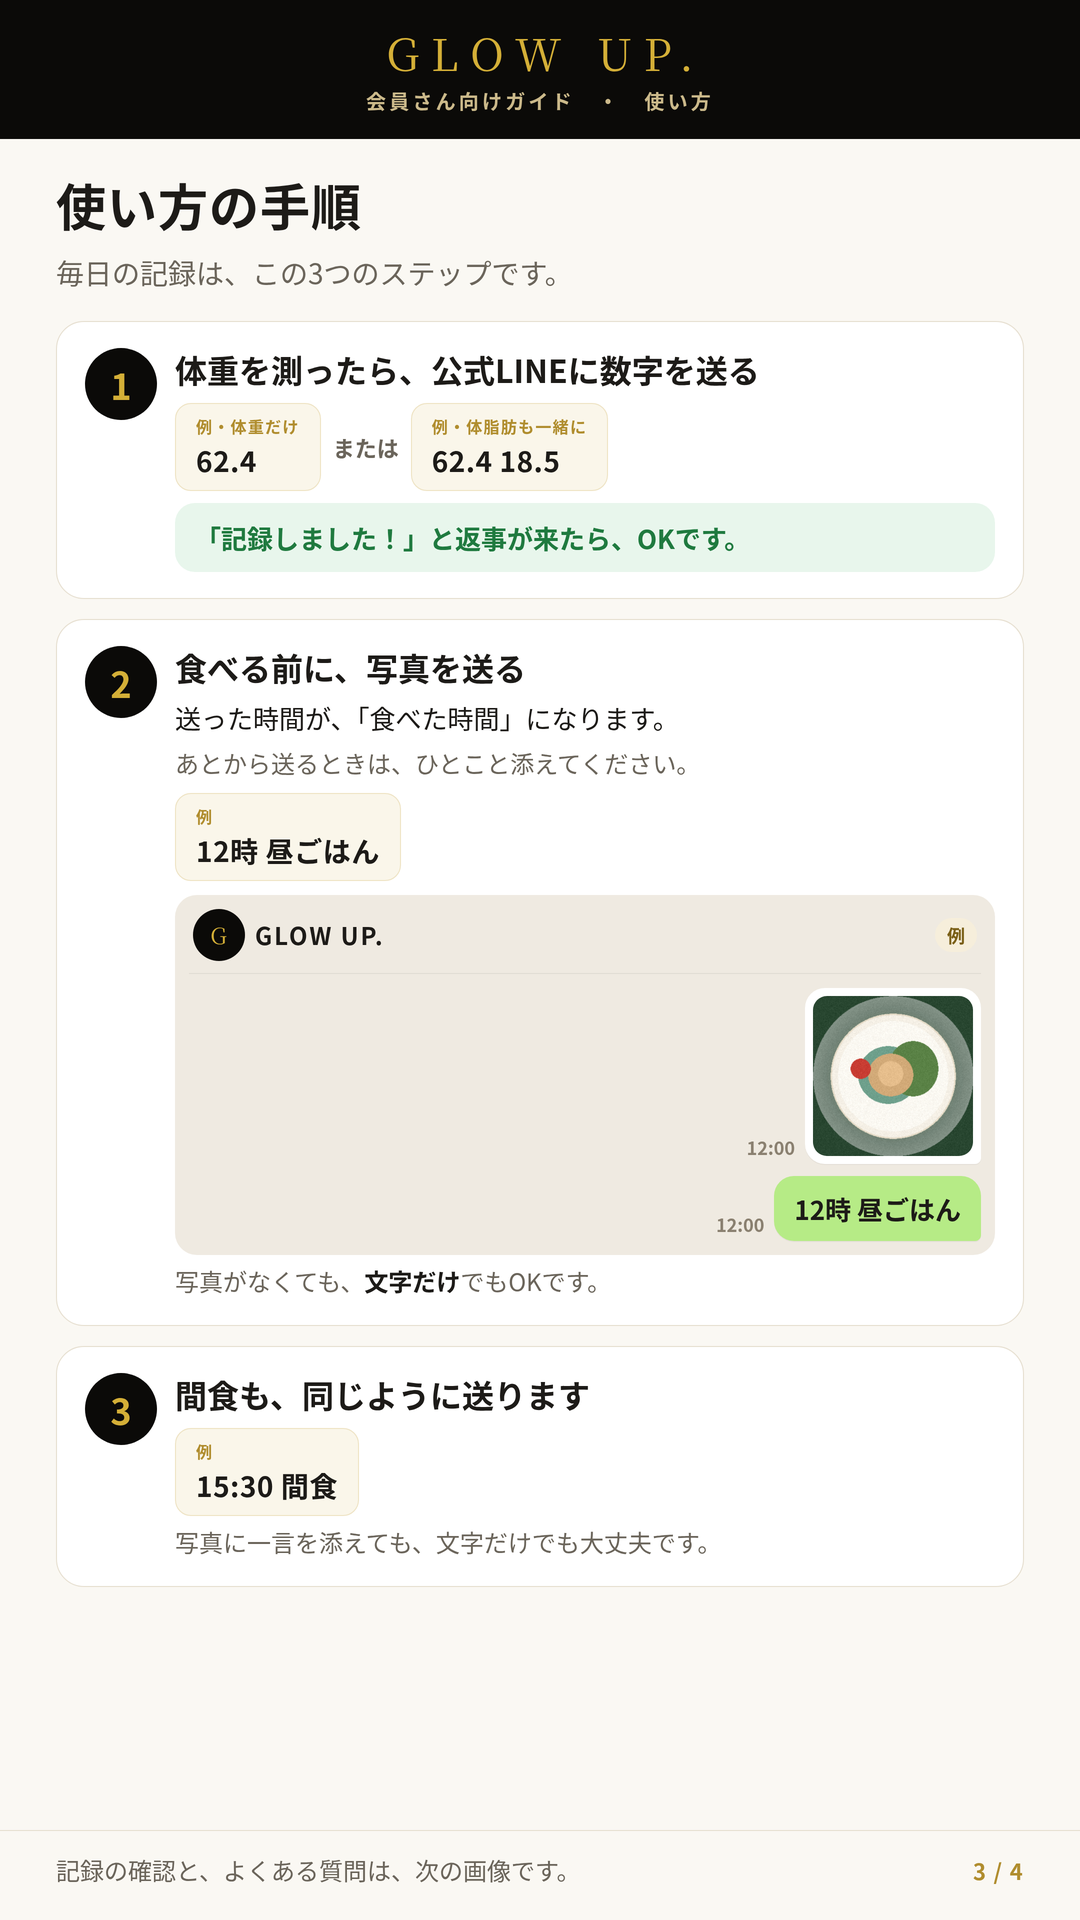 GLOW UP.
会員さん向けガイド ・ 使い方
使い方の手順
毎日の記録は、この3つのステップです。
1
体重を測ったら、公式LINEに数字を送る
例・体重だけ
62.4
または
例・体脂肪も一緒に
62.4 18.5
「記録しました！」と返事が来たら、OKです。
2
食べる前に、写真を送る
送った時間が、「食べた時間」になります。
あとから送るときは、ひとこと添えてください。
例
12時 昼ごはん
G
GLOW UP.
例
12:00
12:00
12時 昼ごはん
写真がなくても、文字だけでもOKです。
3
間食も、同じように送ります
例
15:30 間食
写真に一言を添えても、文字だけでも大丈夫です。
記録の確認と、よくある質問は、次の画像です。
3 / 4